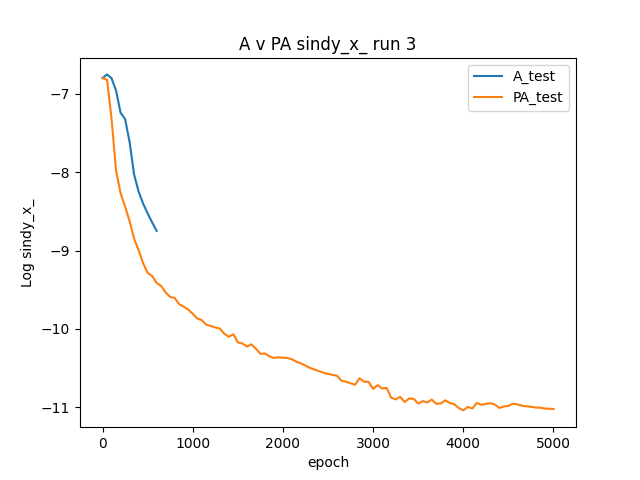 A v PA sindy_x_ run 3
A_test
PA_test
Log sindy_x_
−7
−8
−9
−10
−11
0
1000
2000
3000
4000
5000
epoch